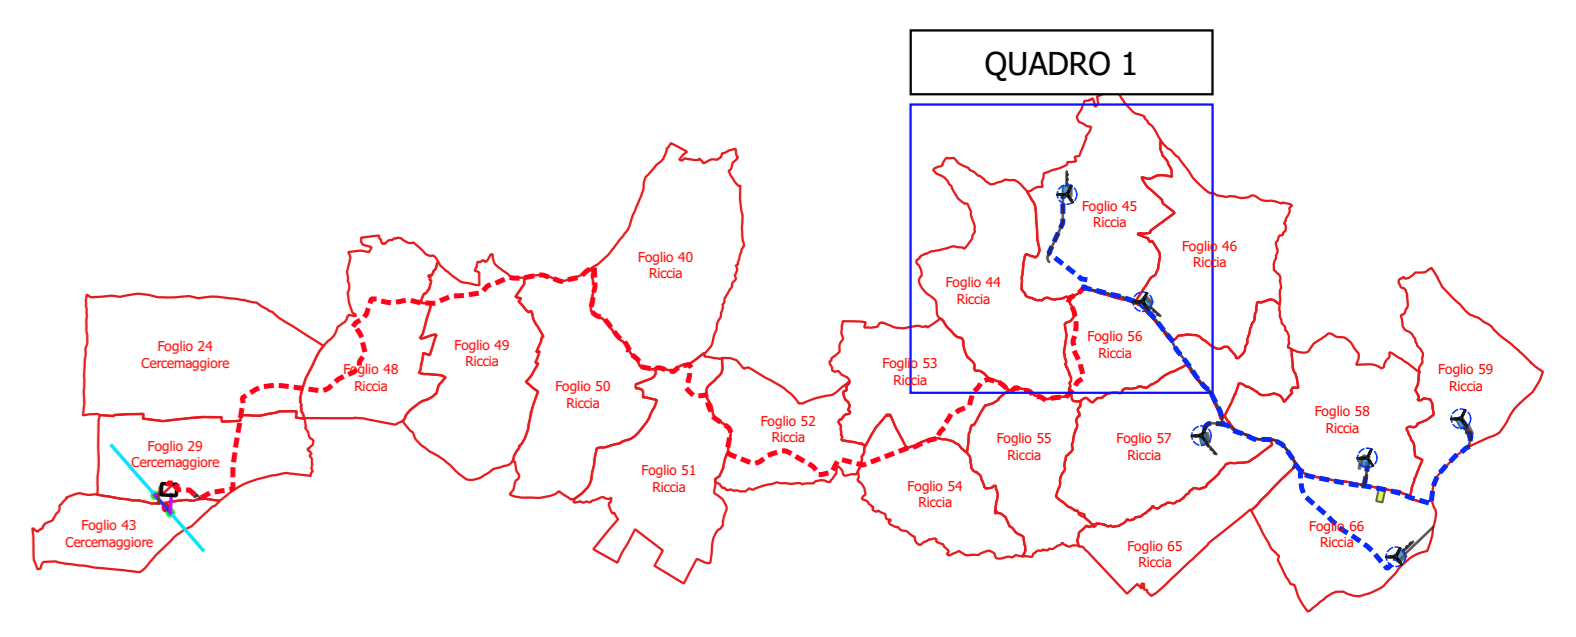 QUADRO 1
Foglio 45
Riccia
Foglio 46
Riccia
Foglio 40
Riccia
Foglio 44
Riccia
Foglio 56
Riccia
Foglio 24
Cercemaggiore
Foglio 49
Riccia
Foglio 48
Riccia
Foglio 53
Riccia
Foglio 59
Riccia
Foglio 50
Riccia
Foglio 58
Riccia
Foglio 52
Riccia
Foglio 55
Riccia
Foglio 57
Riccia
Foglio 29
Cercemaggiore
Foglio 51
Riccia
Foglio 54
Riccia
Foglio 43
Cercemaggiore
Foglio 66
Riccia
Foglio 65
Riccia